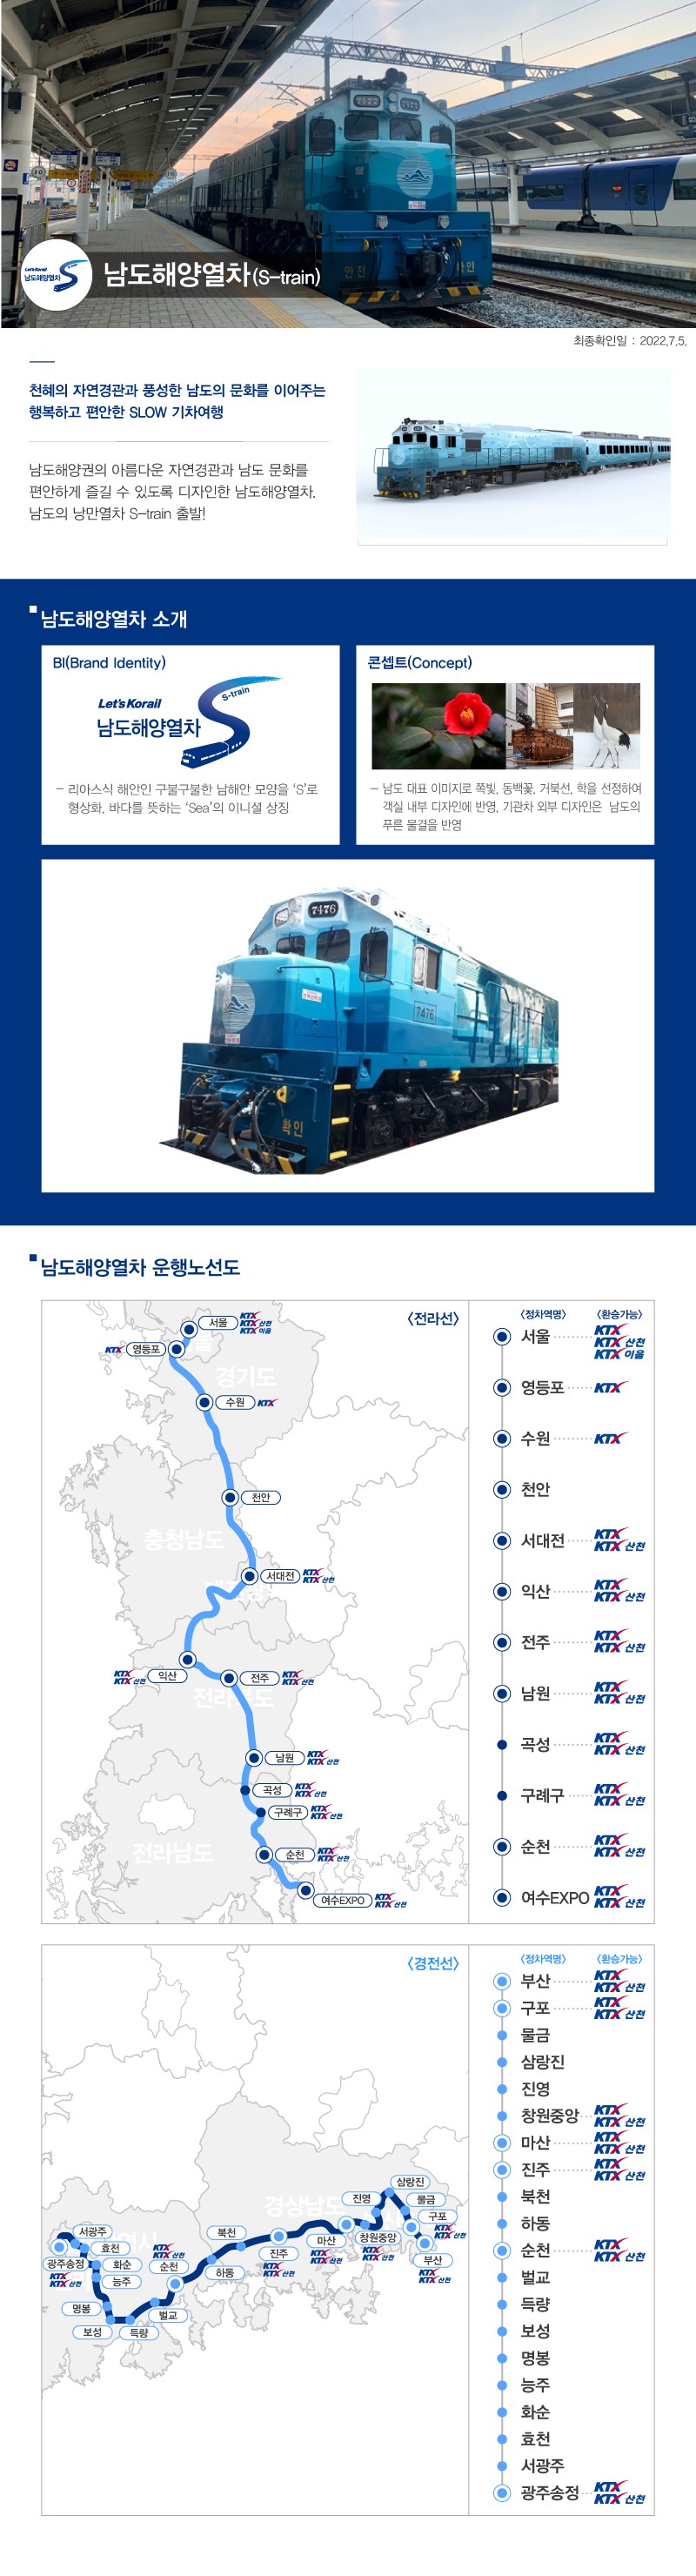 7477
안전
확인
Let's Korail
남도해양열차
남도해양열차(S-train)
최종확인일 : 2022.7.5.
천혜의 자연경관과 풍성한 남도의 문화를 이어주는
행복하고 편안한 SLOW 기차여행
남도해양권의 아름다운 자연경관과 남도 문화를
편안하게 즐길 수 있도록 디자인한 남도해양열차.
남도의 낭만열차 S-train 출발!
남도해양열차 소개
BI(Brand Identity)
S-train
Let's Korail
남도해양열차
- 리아스식 해안인 구불구불한 남해안 모양을 'S'로
형상화, 바다를 뜻하는 'Sea'의 이니셜 상징
콘셉트(Concept)
- 남도 대표 이미지로 쪽빛, 동백꽃, 거북선, 학을 선정하여
객실 내부 디자인에 반영, 기관차 외부 디자인은 남도의
푸른 물결을 반영
7476
7476
확인
남도해양열차 운행노선도
<전라선>
서울 KTX KTX 산천 KTX 이음
KTX 영등포
경기도
수원 KTX
천안
충청남도
서대전 KTX KTX 산천
KTX KTX 산천 익산
전주 KTX KTX 산천
전라북도
남원 KTX KTX 산천
곡성 KTX KTX 산천
구례구 KTX KTX 산천
전라남도
순천 KTX KTX 산천
여수EXPO KTX KTX 산천
<정차역명> <환승가능>
서울 KTX KTX 산천 KTX 이음
영등포 KTX
수원 KTX
천안
서대전 KTX KTX 산천
익산 KTX KTX 산천
전주 KTX KTX 산천
남원 KTX KTX 산천
곡성 KTX KTX 산천
구례구 KTX KTX 산천
순천 KTX KTX 산천
여수EXPO KTX KTX 산천
<경전선>
삼랑진
진영
물금
경상남도
구포 KTX KTX 산천
부산 KTX KTX 산천
창원중앙 KTX KTX 산천
마산 KTX KTX 산천
진주 KTX KTX 산천
북천
하동
순천 KTX KTX 산천
벌교
득량
보성
명봉
능주
화순
효천
서광주
광주송정 KTX KTX 산천
<정차역명> <환승가능>
부산 KTX KTX 산천
구포 KTX KTX 산천
물금
삼랑진
진영
창원중앙 KTX KTX 산천
마산 KTX KTX 산천
진주 KTX KTX 산천
북천
하동
순천 KTX KTX 산천
벌교
득량
보성
명봉
능주
화순
효천
서광주
광주송정 KTX KTX 산천